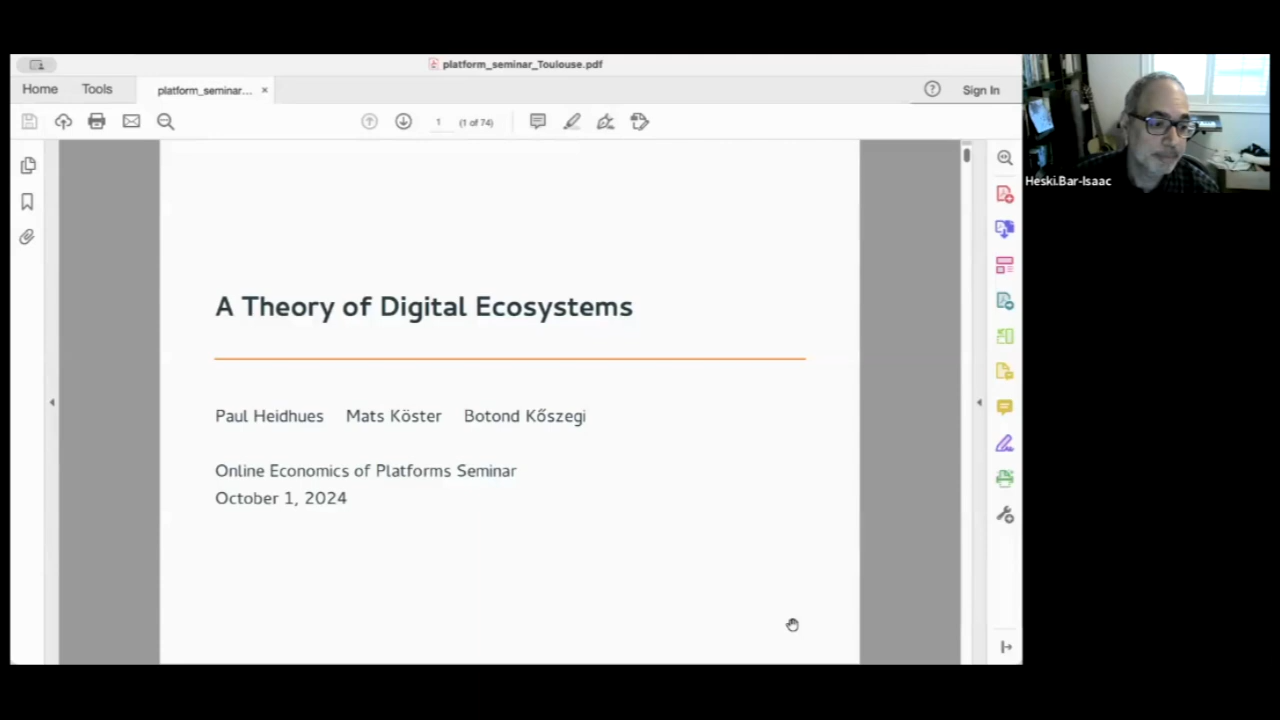 platform_seminar_Toulouse.pdf
Home Tools platform_seminar... × Sign In
1 (1 of 74)
Heski.Bar-Isaac
A Theory of Digital Ecosystems
Paul Heidhues Mats Köster Botond Kőszegi
Online Economics of Platforms Seminar
October 1, 2024